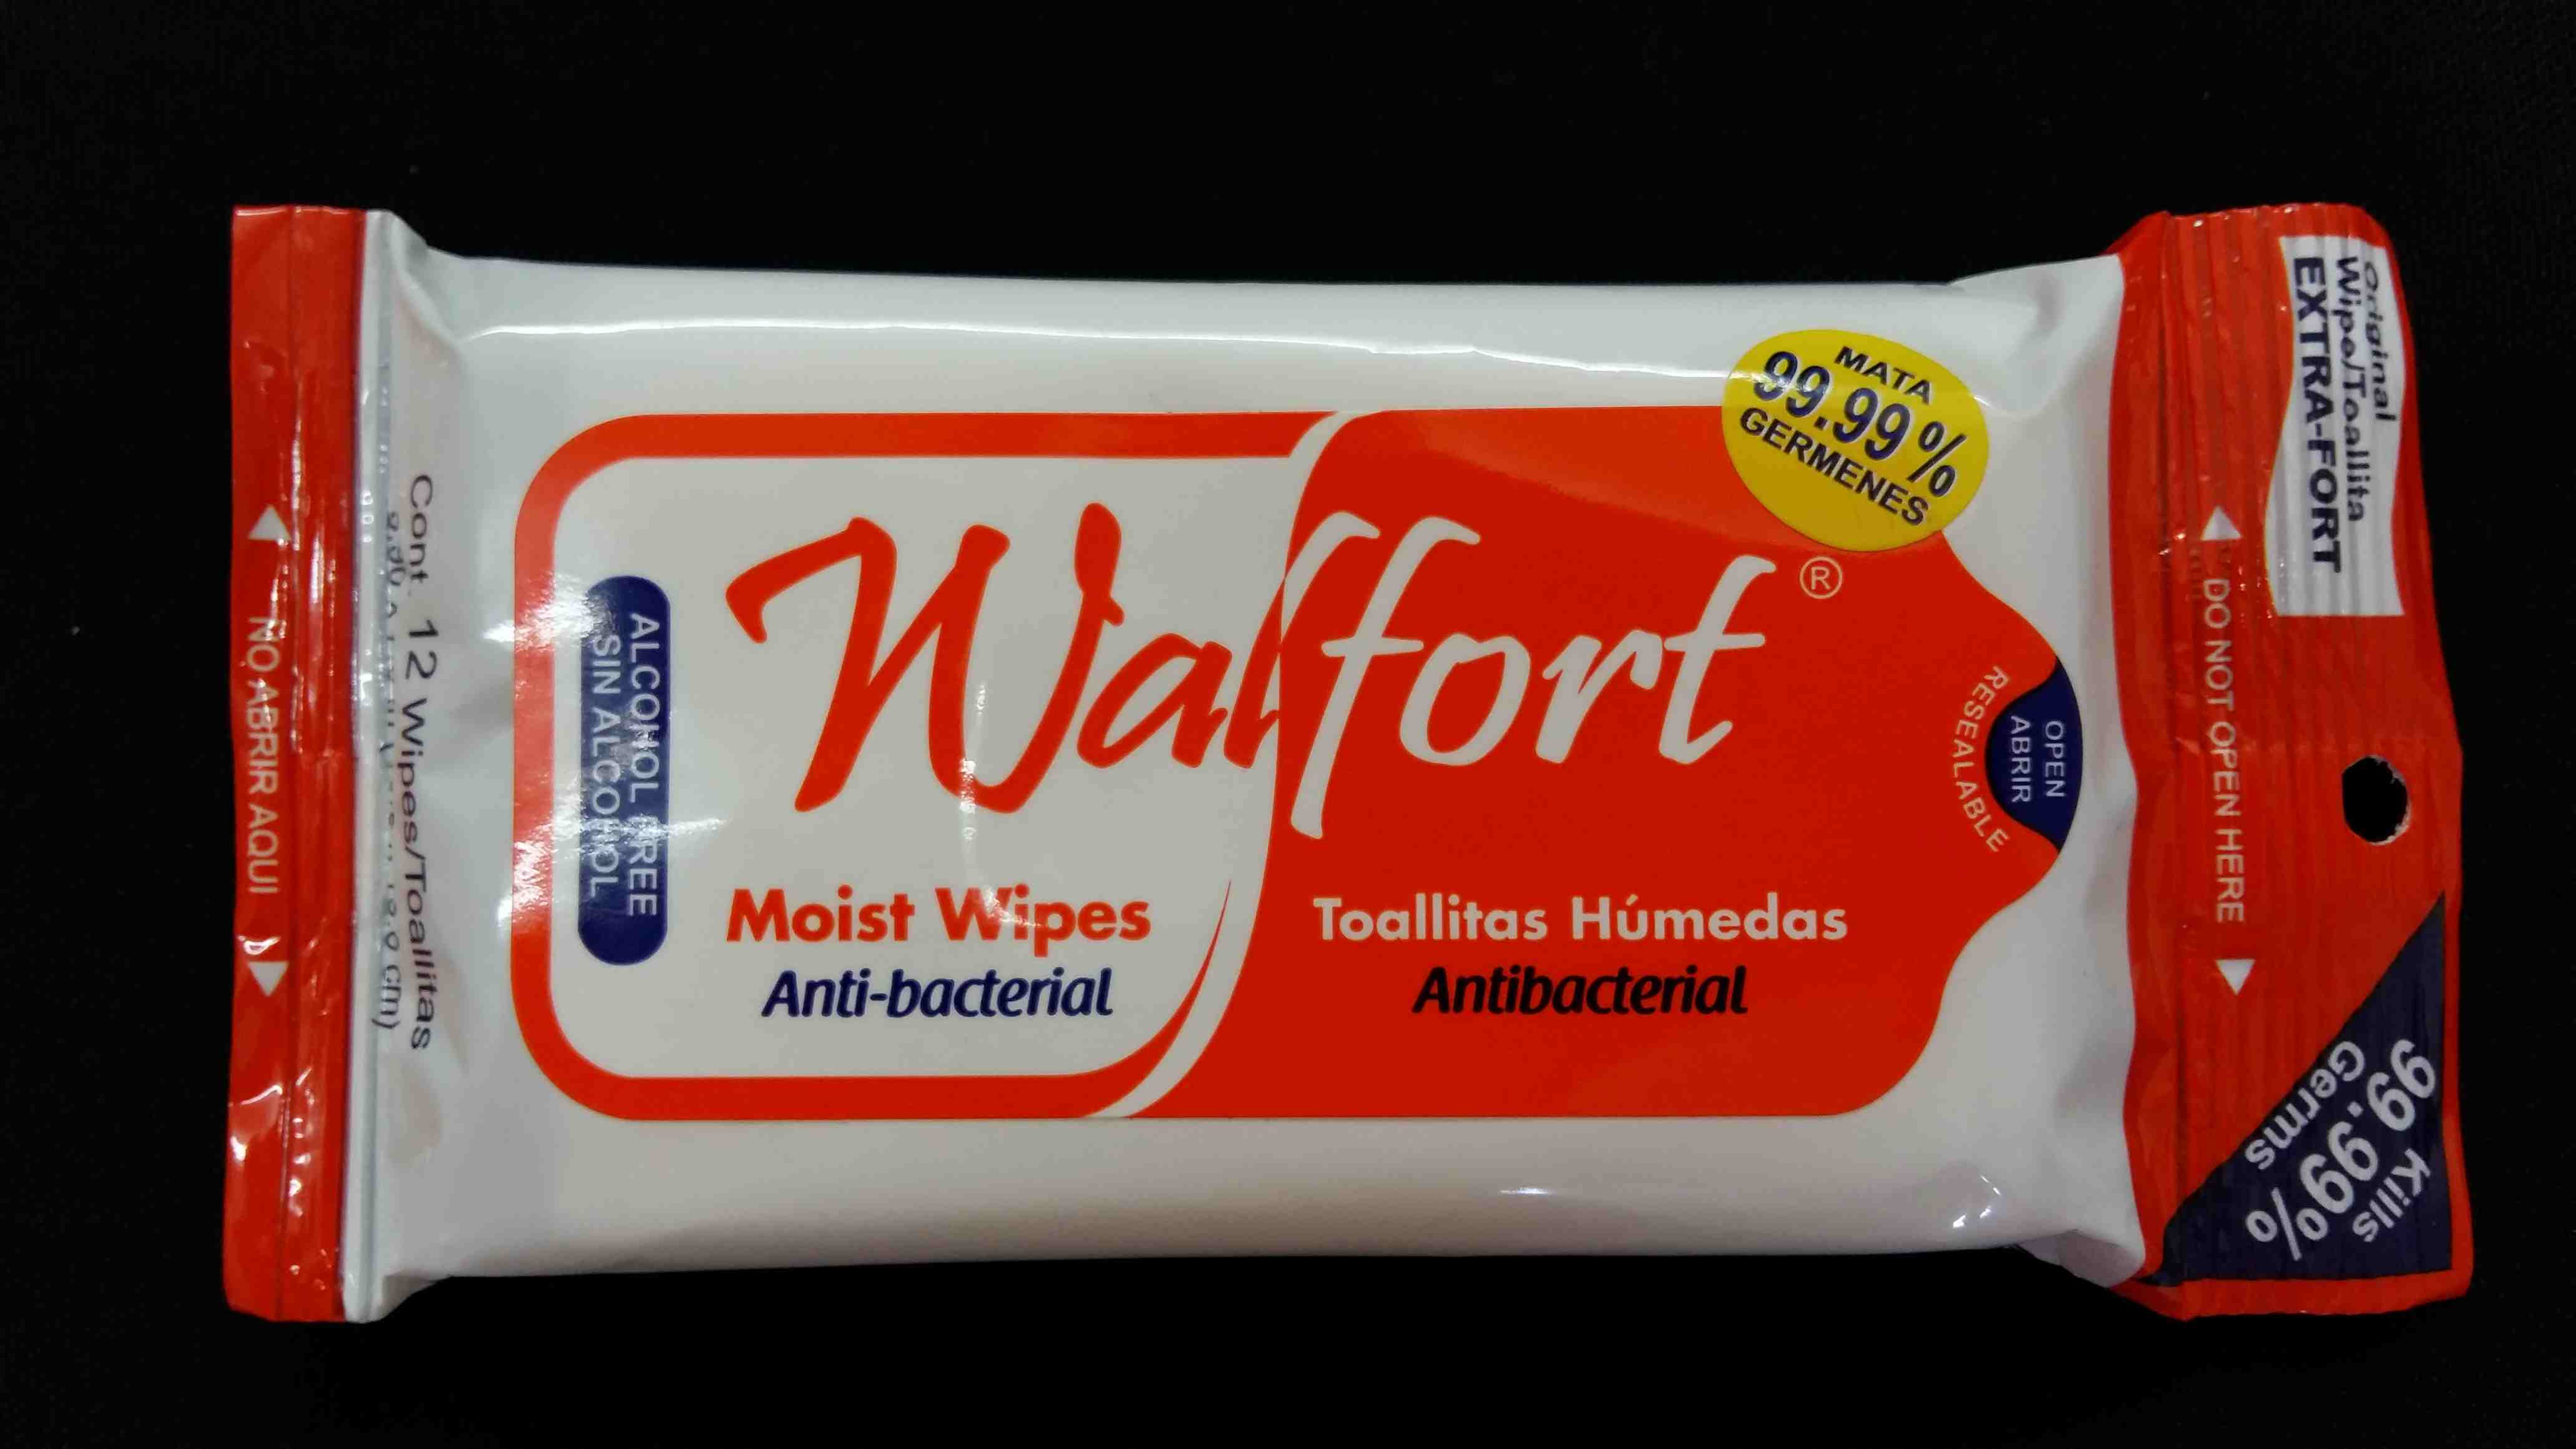 NO ABRIR AQUI
Cont. 12 Wipes/Toallitas
cm)
ALCOHOL FREE
SIN ALCOHOL
Walfort®
Moist Wipes
Anti-bacterial
Toallitas Húmedas
Antibacterial
MATA
99.99%
GERMENES
OPEN
ABRIR
RESEALABLE
DO NOT OPEN HERE
Original
Wipe/Toallita
EXTRA-FORT
Kills
99.99%
Germs